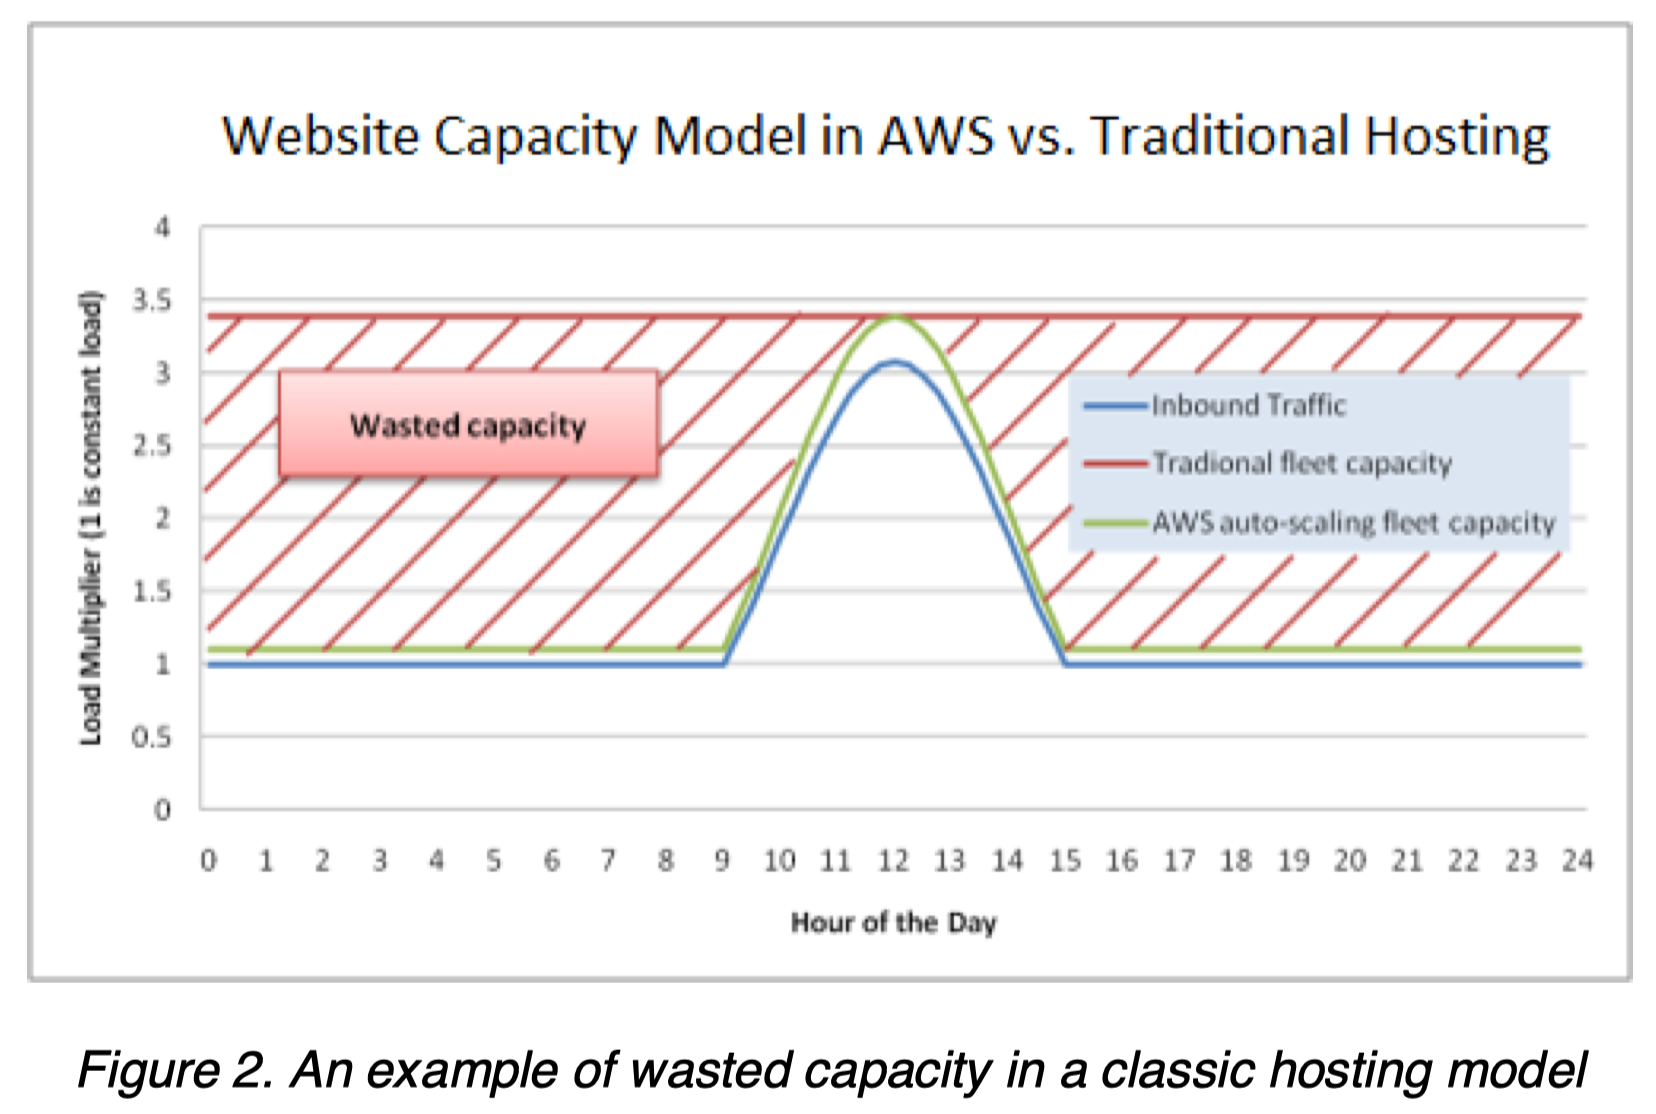 Website Capacity Model in AWS vs. Traditional Hosting
Load Multiplier (1 is constant load)
4
3.5
3
2.5
2
1.5
1
0.5
0
Wasted capacity
Inbound Traffic
Tradional fleet capacity
AWS auto-scaling fleet capacity
0 1 2 3 4 5 6 7 8 9 10 11 12 13 14 15 16 17 18 19 20 21 22 23 24
Hour of the Day
Figure 2. An example of wasted capacity in a classic hosting model